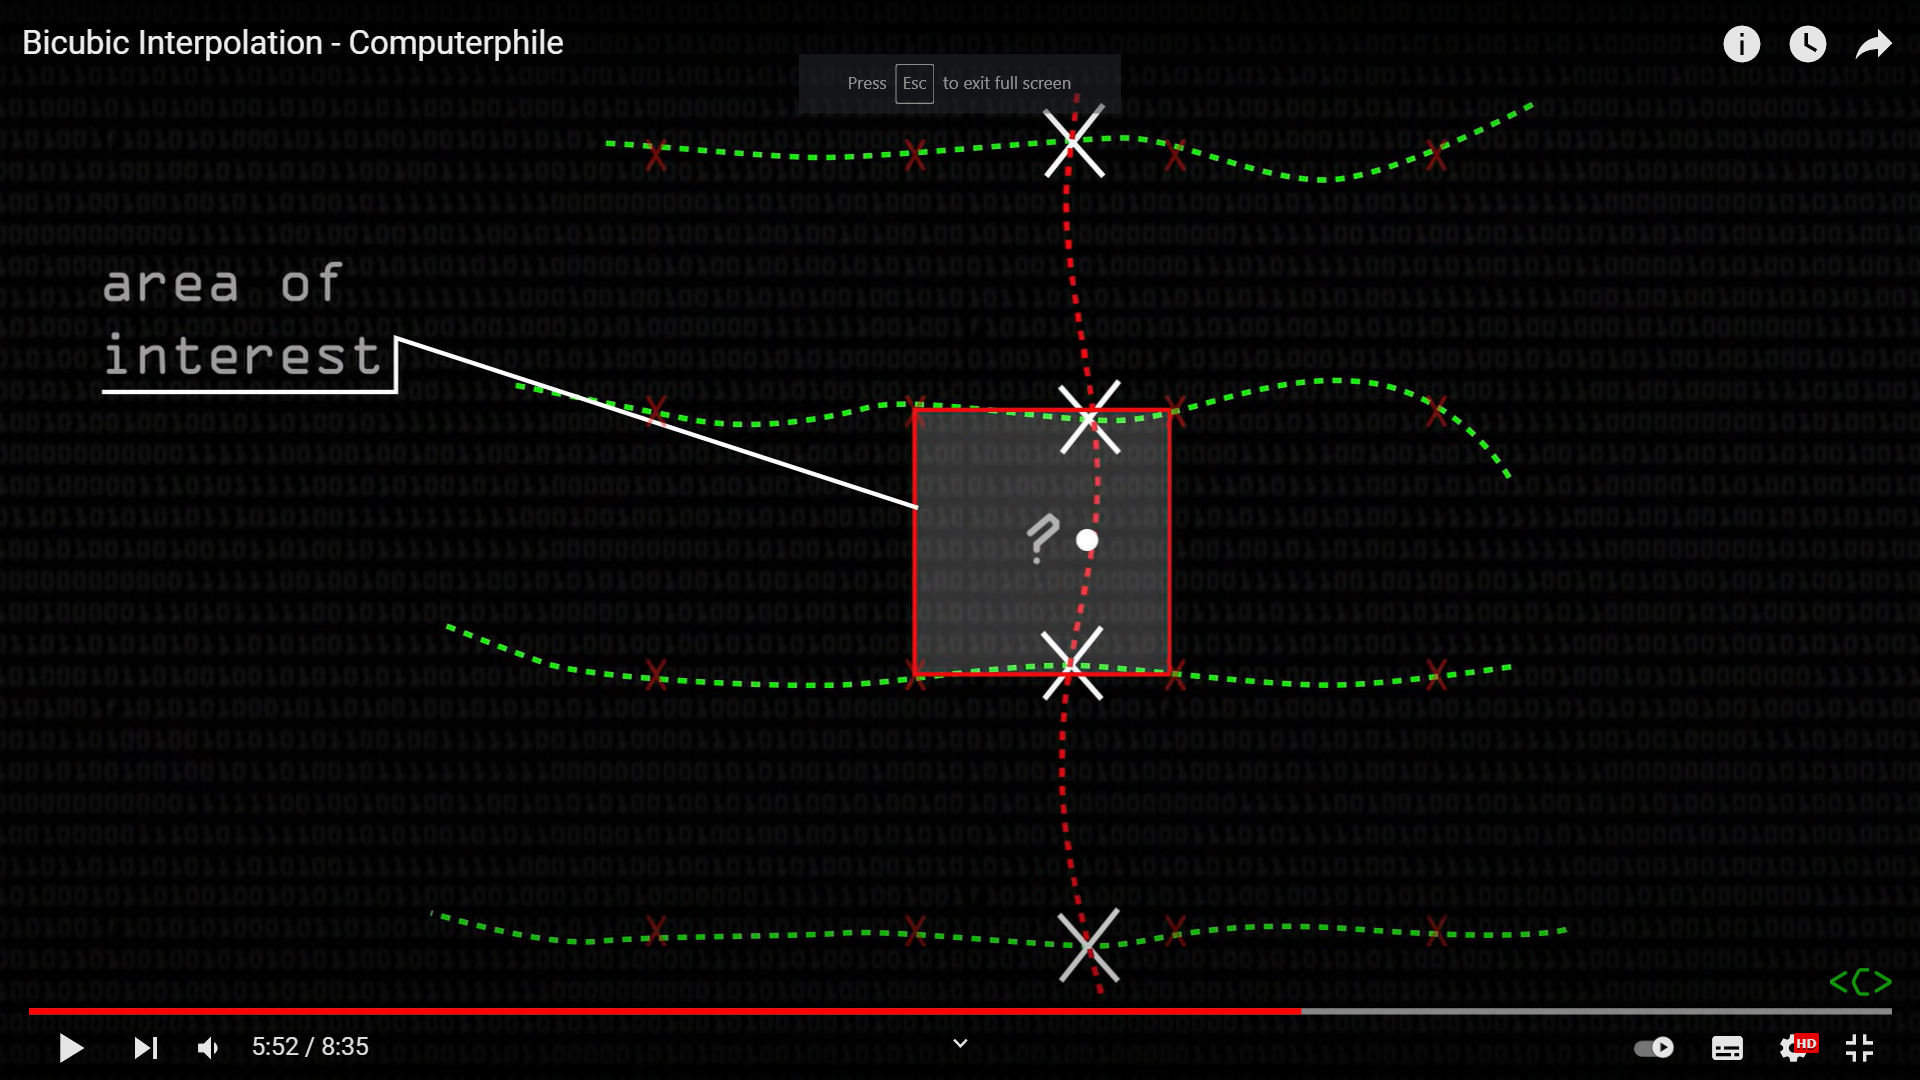 Bicubic Interpolation - Computerphile
Press Esc to exit full screen
area of
interest
?
<C>
5:52 / 8:35
HD